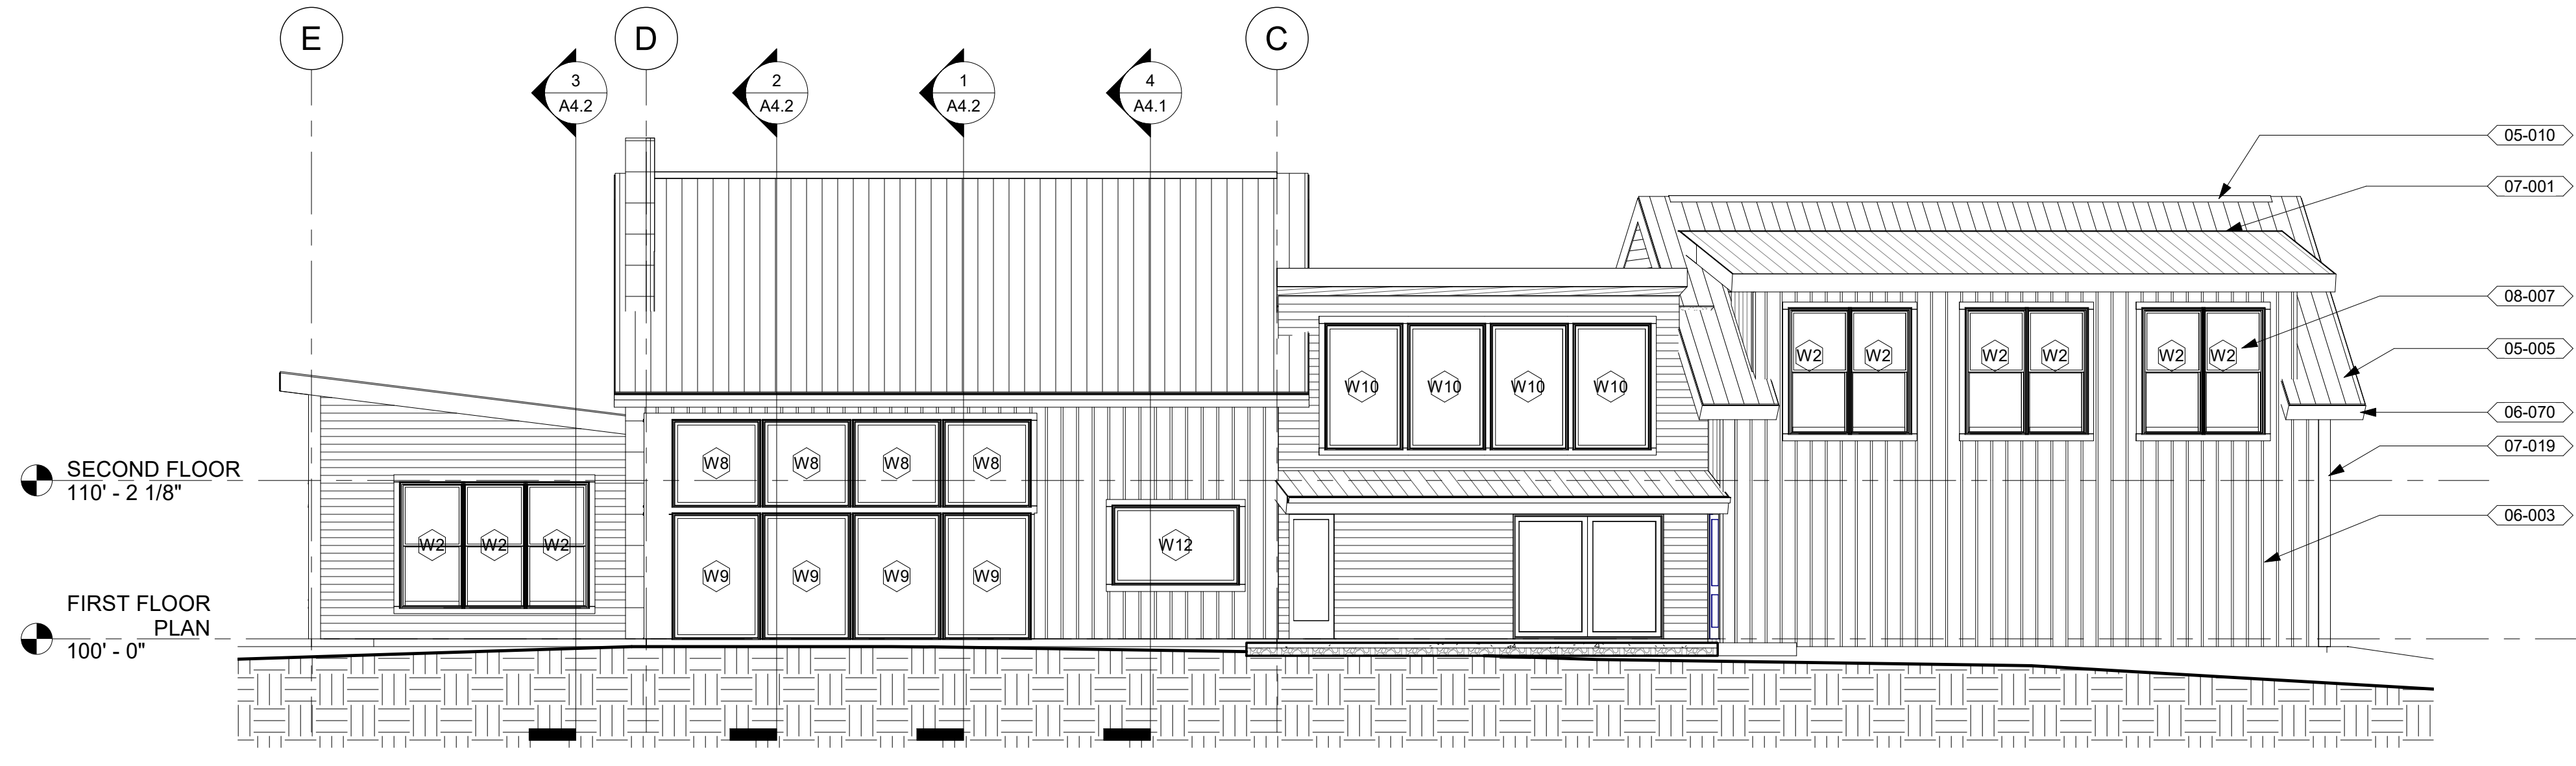 E
D
C
3
A4.2
2
A4.2
1
A4.2
4
A4.1
05-010
07-001
08-007
05-005
06-070
07-019
06-003
W2
W2
W2
W2
W2
W2
W10
W10
W10
W10
W8
W8
W8
W8
SECOND FLOOR
110' - 2 1/8"
W2
W2
W2
W12
W9
W9
W9
W9
FIRST FLOOR
PLAN
100' - 0"